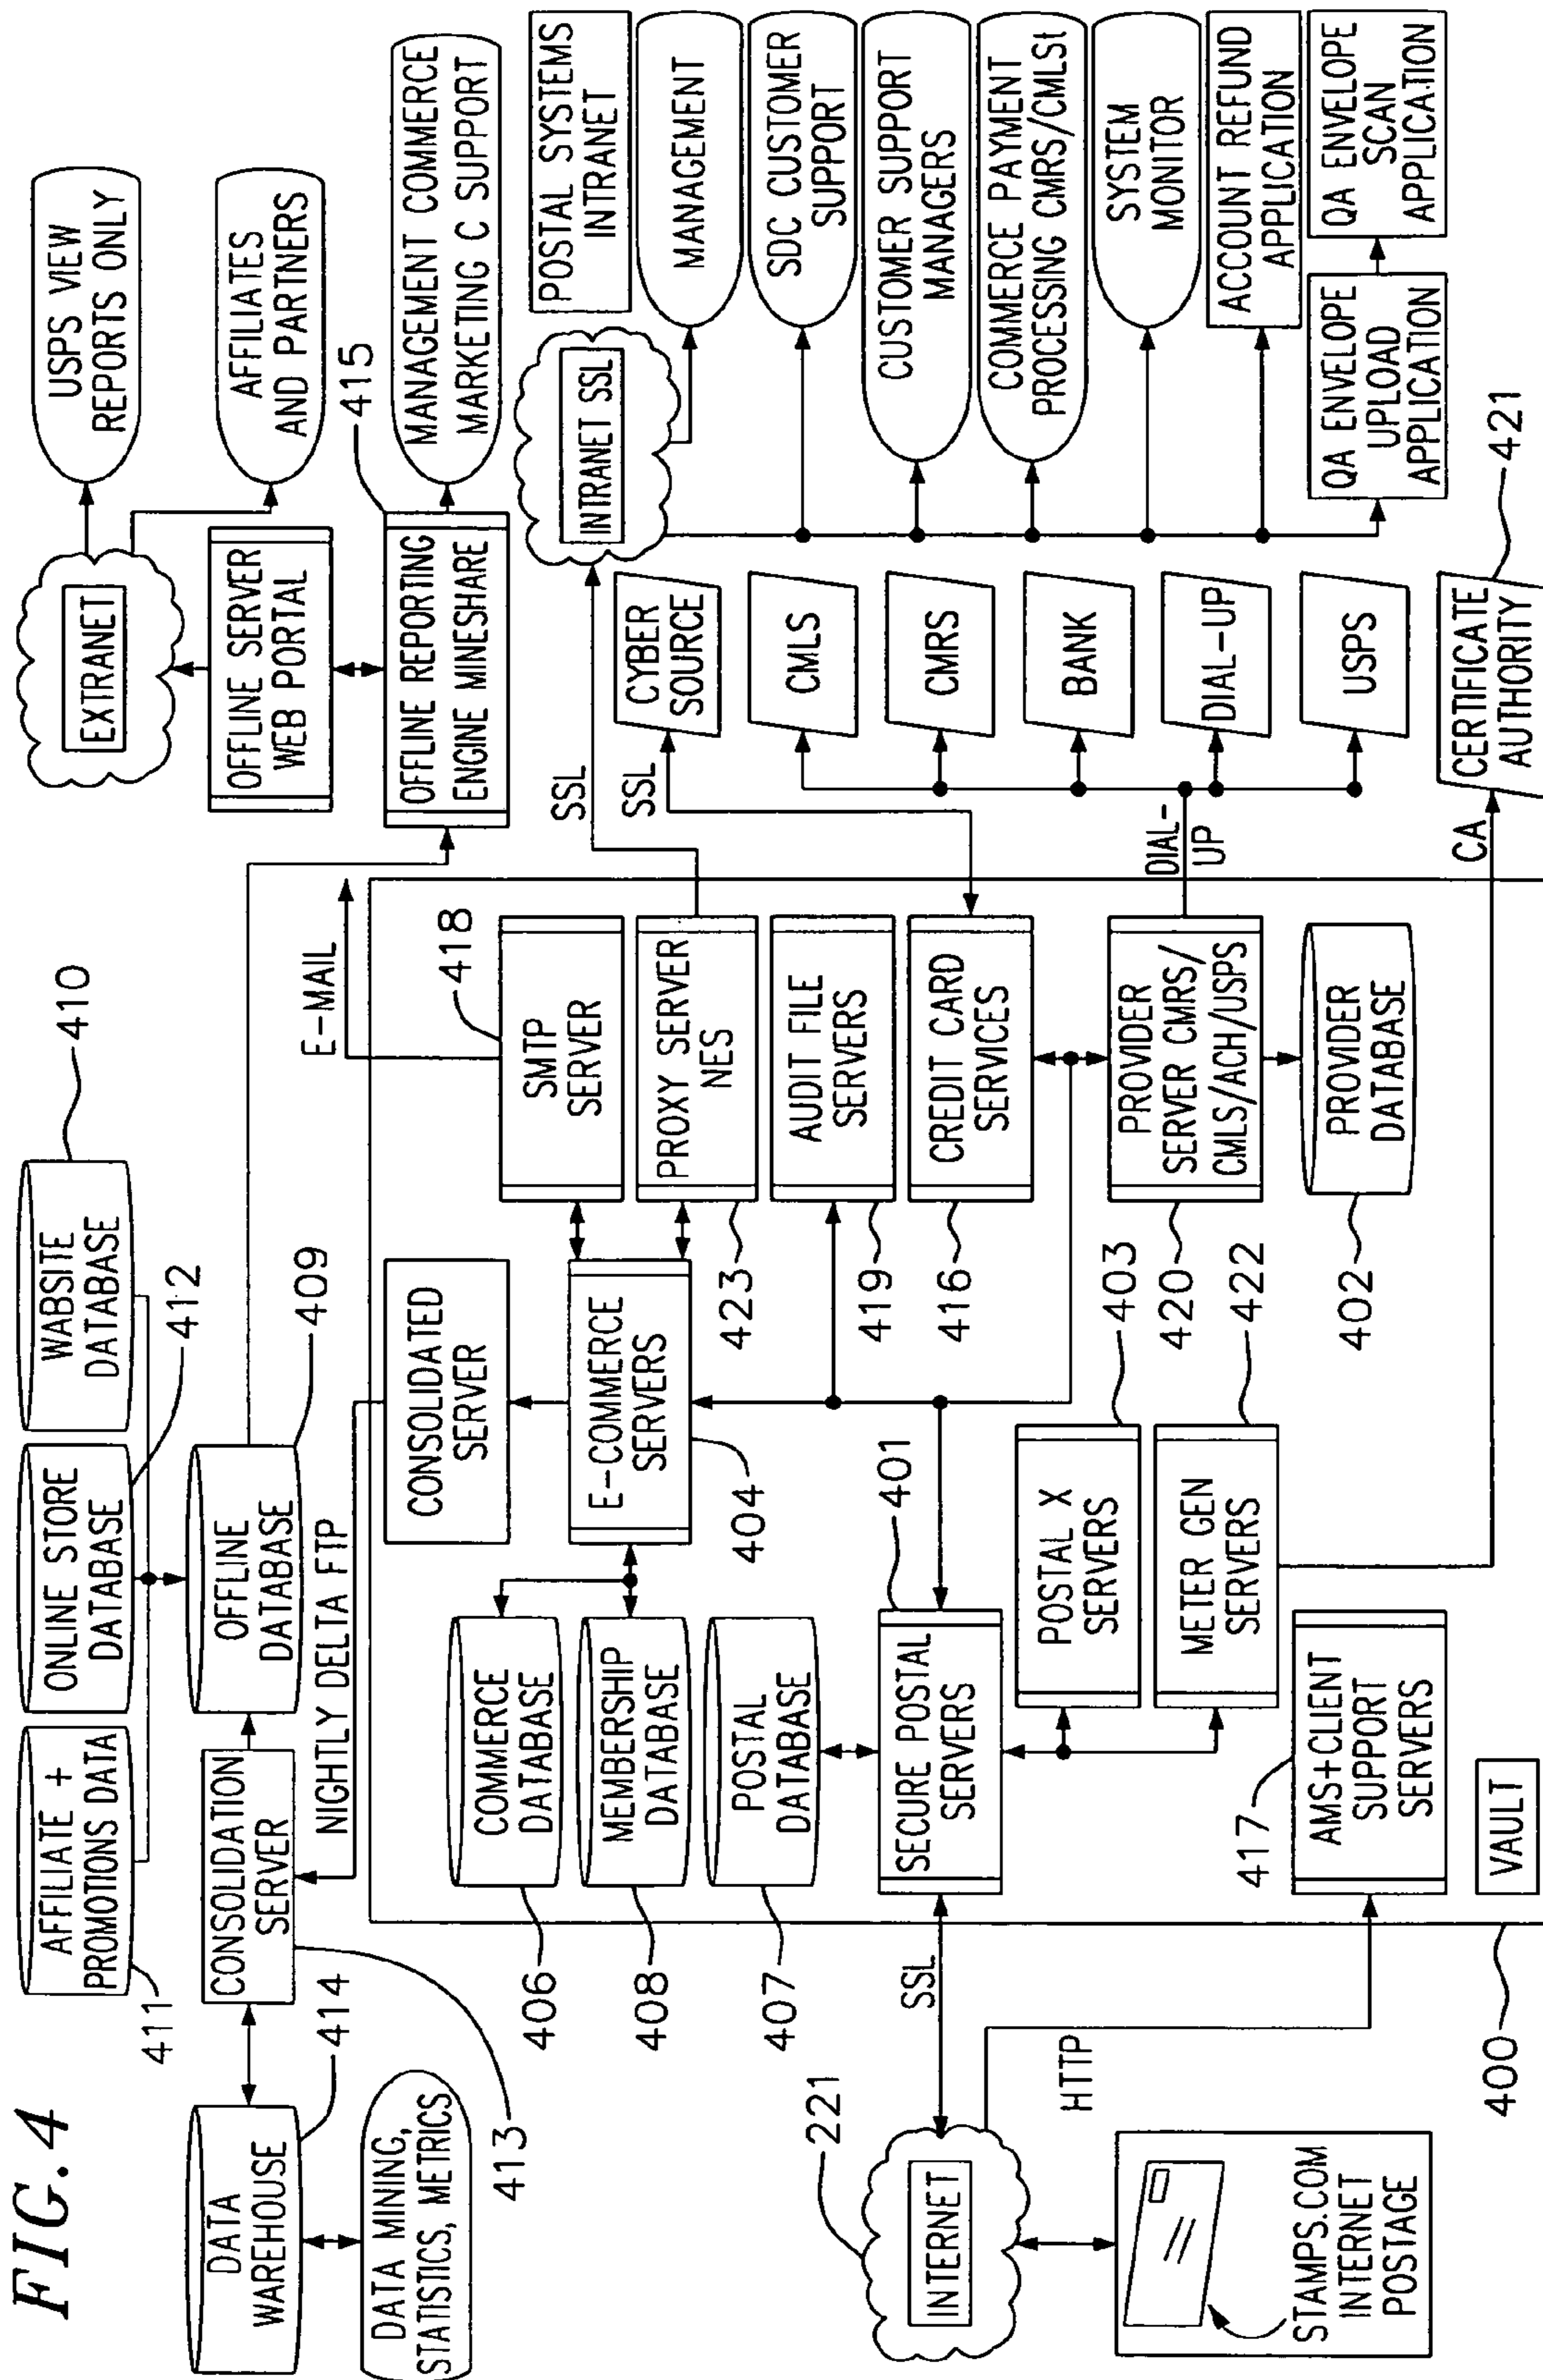 FIG. 4
DATA
WAREHOUSE
414
DATA MINING,
STATISTICS, METRICS
413
AFFILIATE +
PROMOTIONS DATA
411
CONSOLIDATION
SERVER
ONLINE STORE
DATABASE
412
WABSITE
DATABASE
410
OFFLINE
DATABASE
409
NIGHTLY DELTA FTP
EXTRANET
USPS VIEW
REPORTS ONLY
AFFILIATES
AND PARTNERS
OFFLINE SERVER
WEB PORTAL
415
OFFLINE REPORTING
ENGINE MINESHARE
MANAGEMENT COMMERCE
MARKETING C SUPPORT
E-MAIL
418
SMTP
SERVER
PROXY SERVER
NES
423
AUDIT FILE
SERVERS
419
CREDIT CARD
SERVICES
416
PROVIDER
SERVER CMRS/
CMLS/ACH/USPS
420
PROVIDER
DATABASE
402
CONSOLIDATED
SERVER
E-COMMERCE
SERVERS
404
COMMERCE
DATABASE
406
MEMBERSHIP
DATABASE
408
POSTAL
DATABASE
407
SECURE POSTAL
SERVERS
401
POSTAL X
SERVERS
403
METER GEN
SERVERS
422
AMS+CLIENT
SUPPORT
SERVERS
417
VAULT
400
221
INTERNET
SSL
HTTP
STAMPS.COM
INTERNET
POSTAGE
SSL
SSL
DIAL-
UP
CA
INTRANET SSL
POSTAL SYSTEMS
INTRANET
MANAGEMENT
SDC CUSTOMER
SUPPORT
CUSTOMER SUPPORT
MANAGERS
COMMERCE PAYMENT
PROCESSING CMRS/CMLSt
SYSTEM
MONITOR
ACCOUNT REFUND
APPLICATION
QA ENVELOPE
UPLOAD
APPLICATION
QA ENVELOPE
SCAN
APPLICATION
CYBER
SOURCE
CMLS
CMRS
BANK
DIAL-UP
USPS
CERTIFICATE
AUTHORITY
421